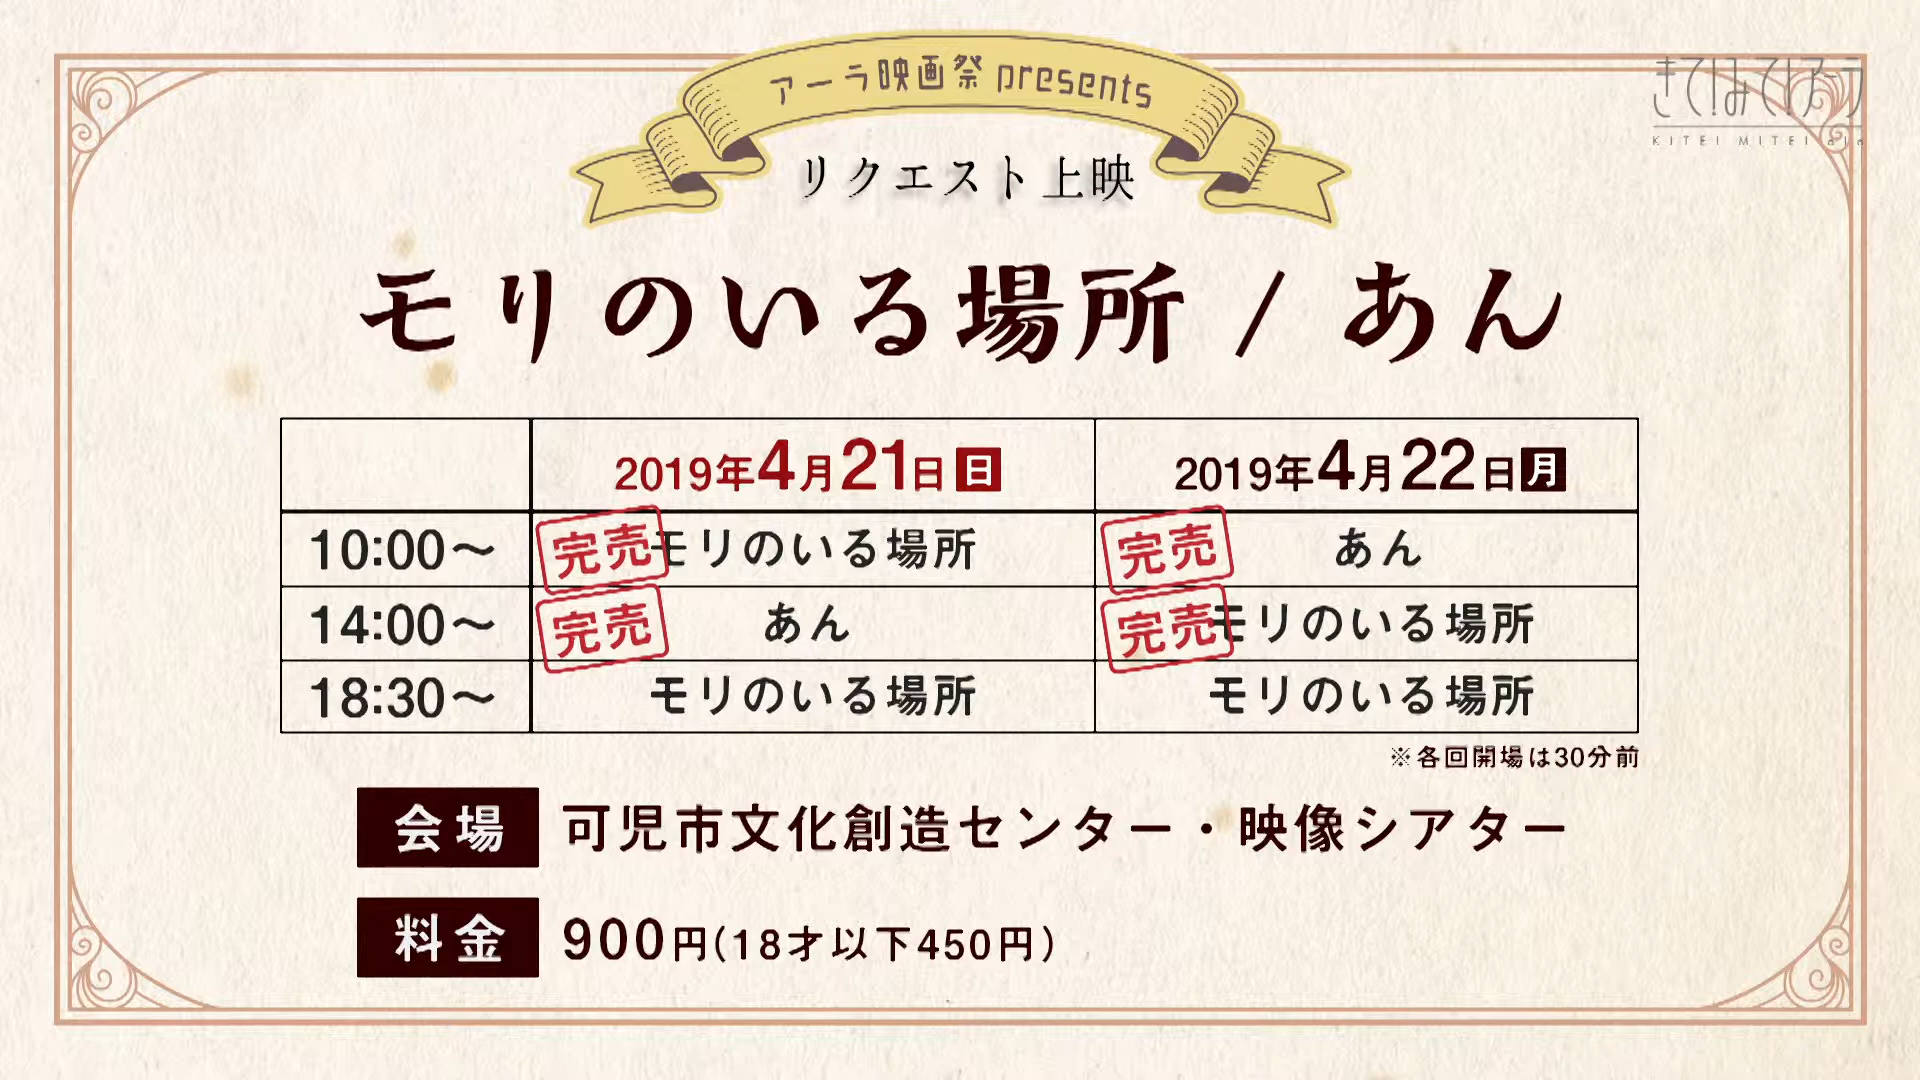 アーラ映画祭 presents
きて!みて!アーラ
KITE! MITE! ala
リクエスト上映
モリのいる場所 / あん
2019年4月21日 日 2019年4月22日 月
10:00〜 完売 モリのいる場所 完売 あん
14:00〜 完売 あん 完売 モリのいる場所
18:30〜 モリのいる場所 モリのいる場所
※各回開場は30分前
会場 可児市文化創造センター・映像シアター
料金 900円(18才以下450円)